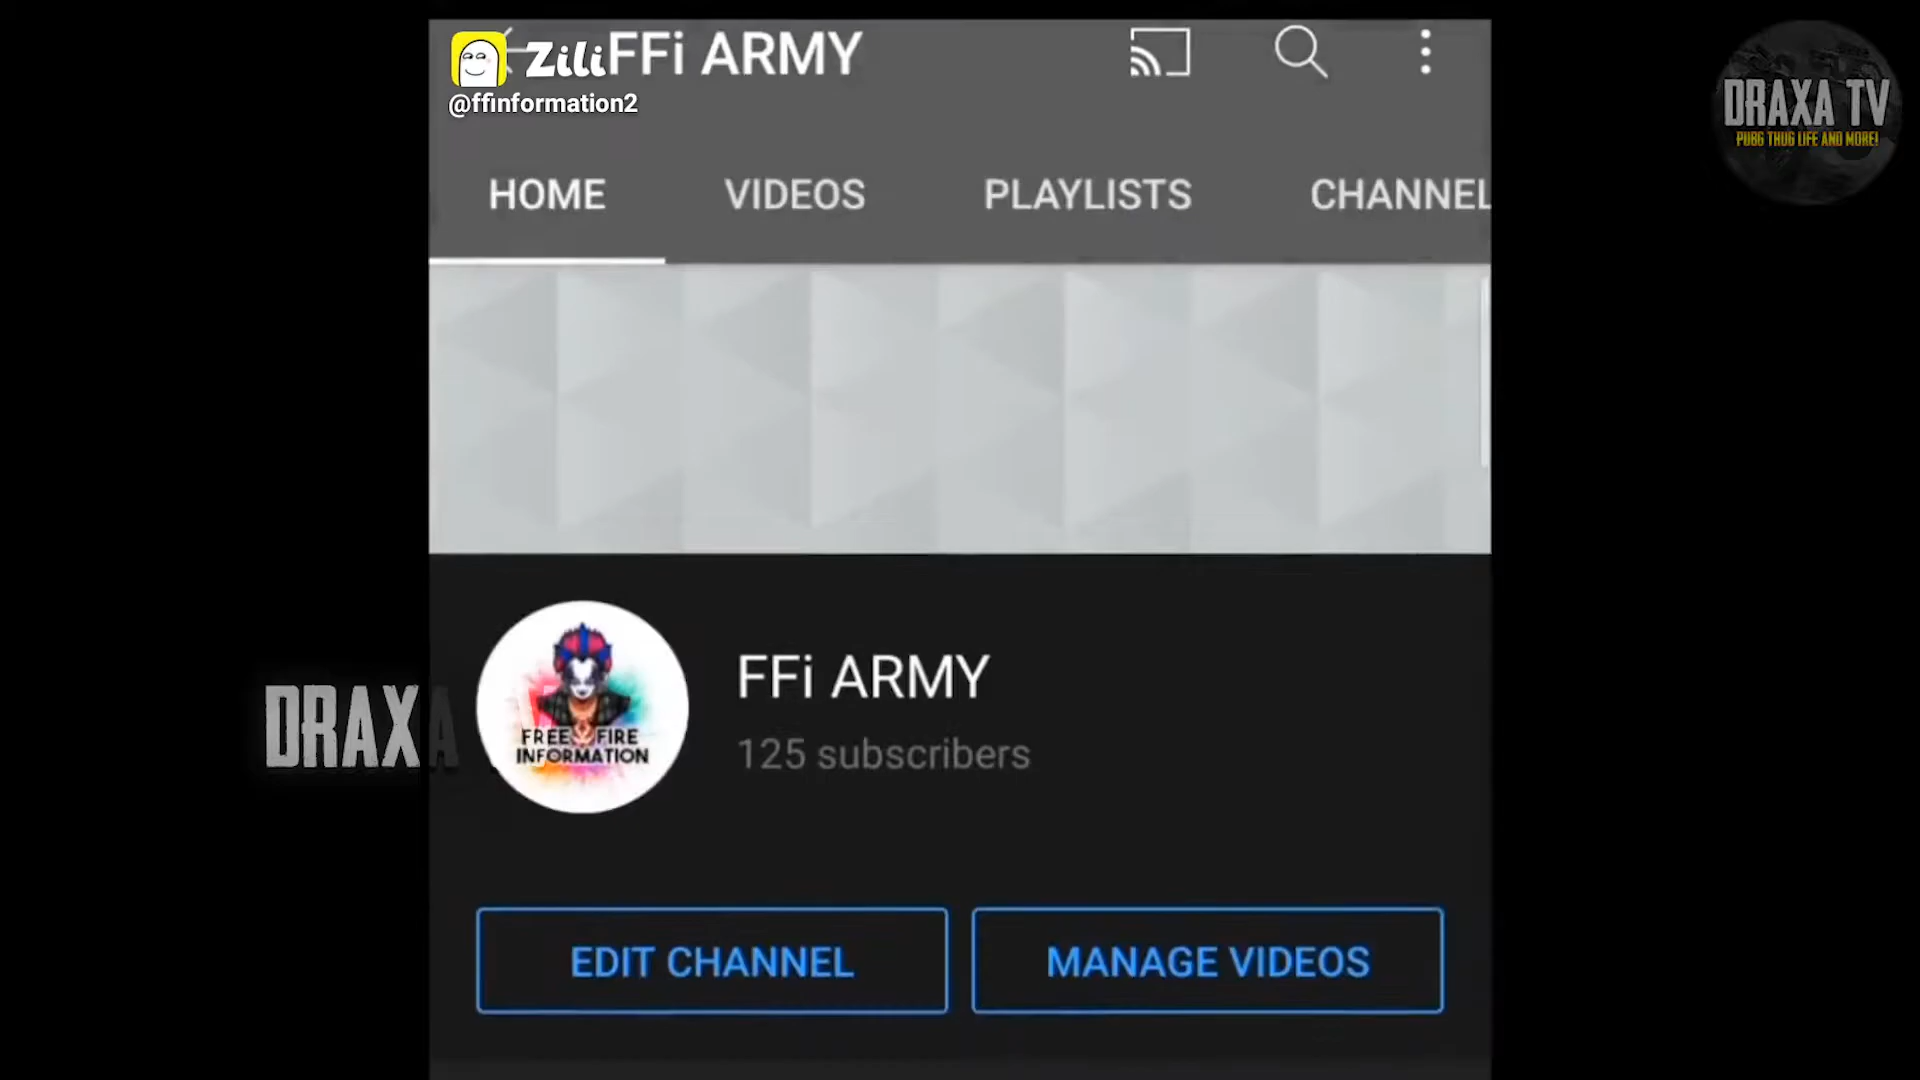 Zili FFi ARMY
@ffinformation2
DRAXA TV
PUBG THUG LIFE AND MORE!
HOME VIDEOS PLAYLISTS CHANNEL
FREE FIRE
INFORMATION
FFi ARMY
125 subscribers
DRAXA
EDIT CHANNEL MANAGE VIDEOS